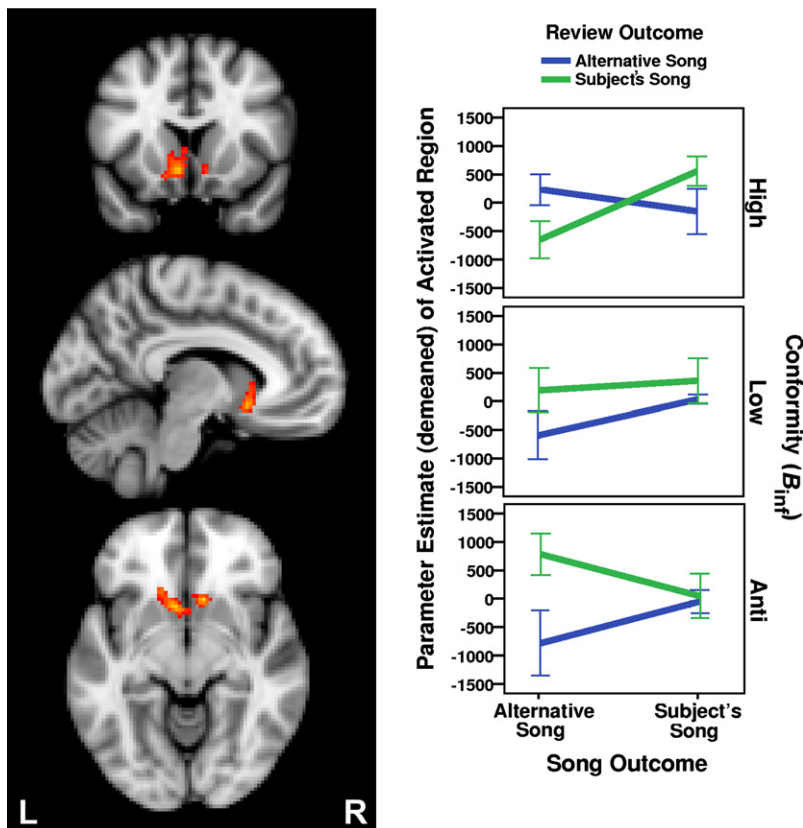 L R
Review Outcome
Alternative Song
Subject's Song
Parameter Estimate (demeaned) of Activated Region
1500
1000
500
0
-500
-1000
-1500
High
1500
1000
500
0
-500
-1000
-1500
Low
1500
1000
500
0
-500
-1000
-1500
Anti
Conformity (Binf)
Alternative Song
Subject's Song
Song Outcome